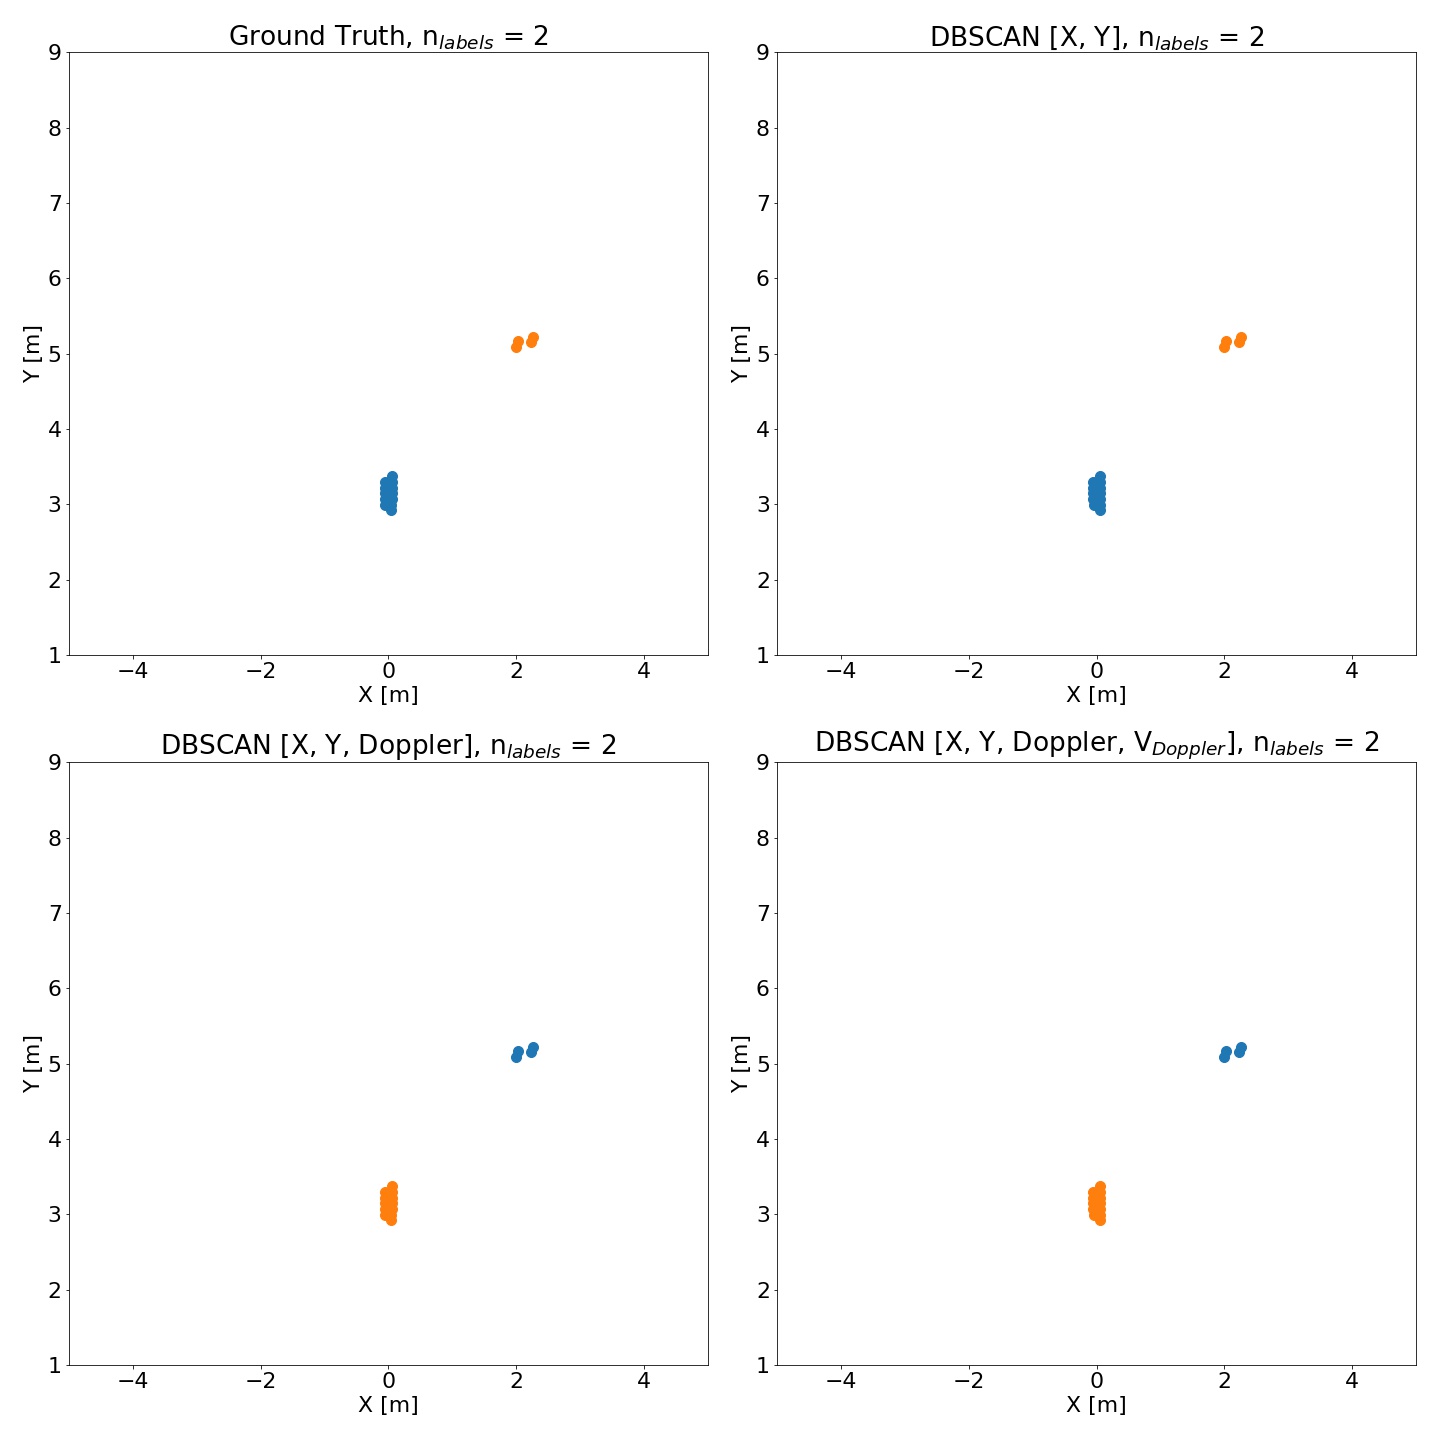 Ground Truth, n_labels = 2
9
8
7
6
5
4
3
2
1
Y [m]
−4 −2 0 2 4
X [m]
DBSCAN [X, Y], n_labels = 2
9
8
7
6
5
4
3
2
1
Y [m]
−4 −2 0 2 4
X [m]
DBSCAN [X, Y, Doppler], n_labels = 2
9
8
7
6
5
4
3
2
1
Y [m]
−4 −2 0 2 4
X [m]
DBSCAN [X, Y, Doppler, V_Doppler], n_labels = 2
9
8
7
6
5
4
3
2
1
Y [m]
−4 −2 0 2 4
X [m]